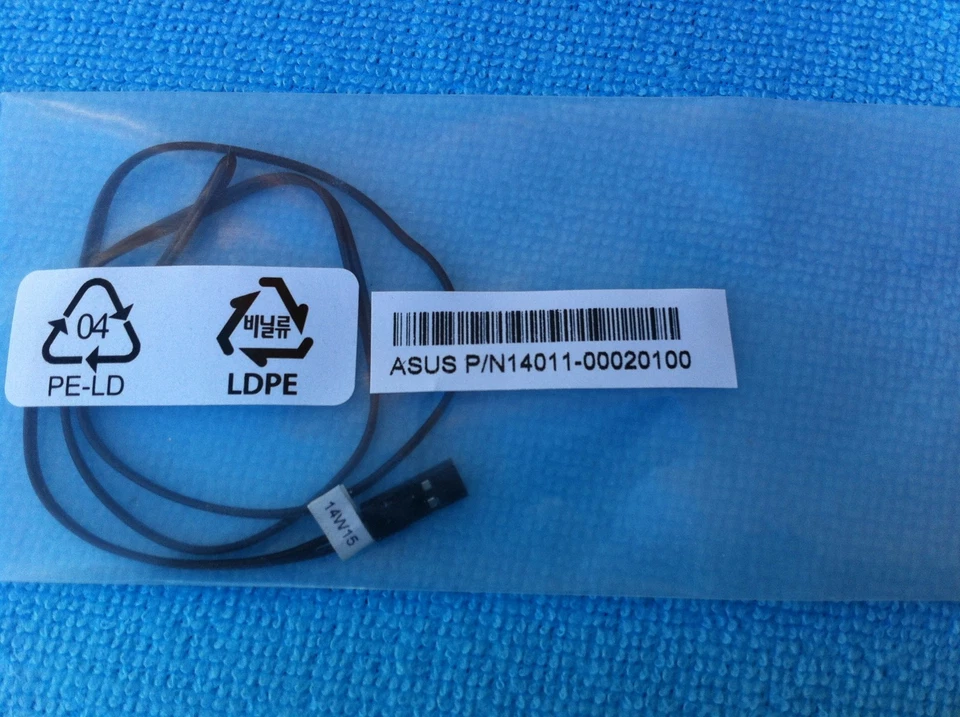 04
PE-LD
비닐류
LDPE
ASUS P/N14011-00020100
14W15